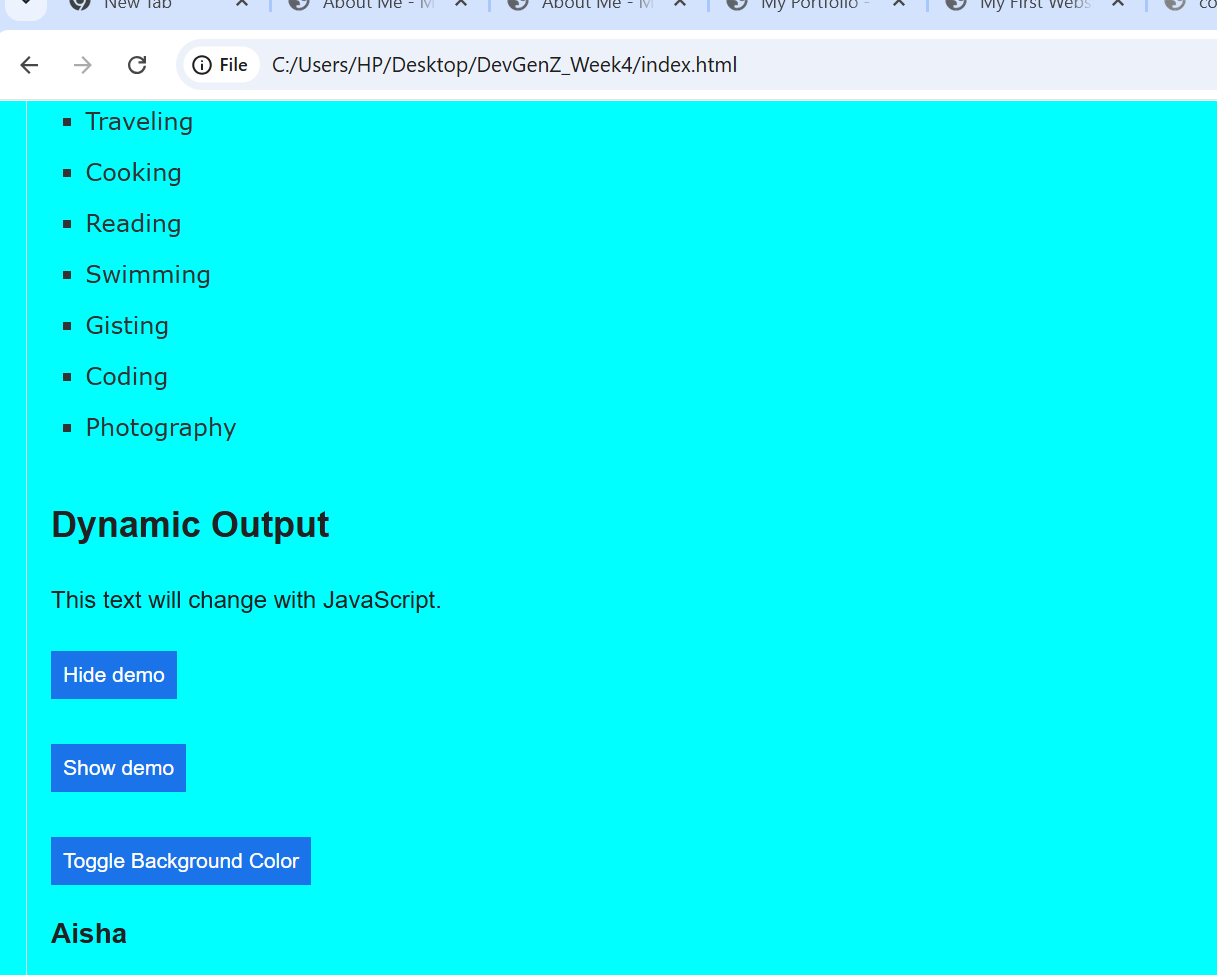 New Tab
About Me - M
About Me - M
My Portfolio -
My First Webs
co
File
C:/Users/HP/Desktop/DevGenZ_Week4/index.html
Traveling
Cooking
Reading
Swimming
Gisting
Coding
Photography
Dynamic Output
This text will change with JavaScript.
Hide demo
Show demo
Toggle Background Color
Aisha